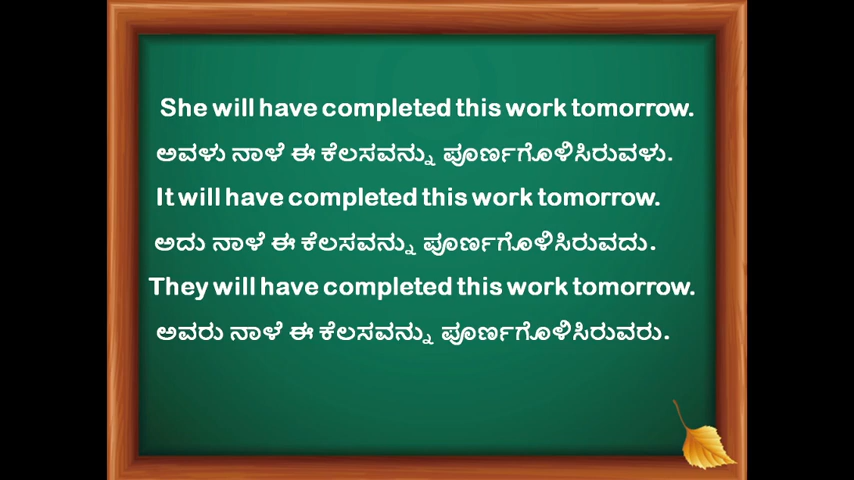 She will have completed this work tomorrow.
ಅವಳು ನಾಳೆ ಈ ಕೆಲಸವನ್ನು ಪೂರ್ಣಗೊಳಿಸಿರುವಳು.
It will have completed this work tomorrow.
ಅದು ನಾಳೆ ಈ ಕೆಲಸವನ್ನು ಪೂರ್ಣಗೊಳಿಸಿರುವದು.
They will have completed this work tomorrow.
ಅವರು ನಾಳೆ ಈ ಕೆಲಸವನ್ನು ಪೂರ್ಣಗೊಳಿಸಿರುವರು.